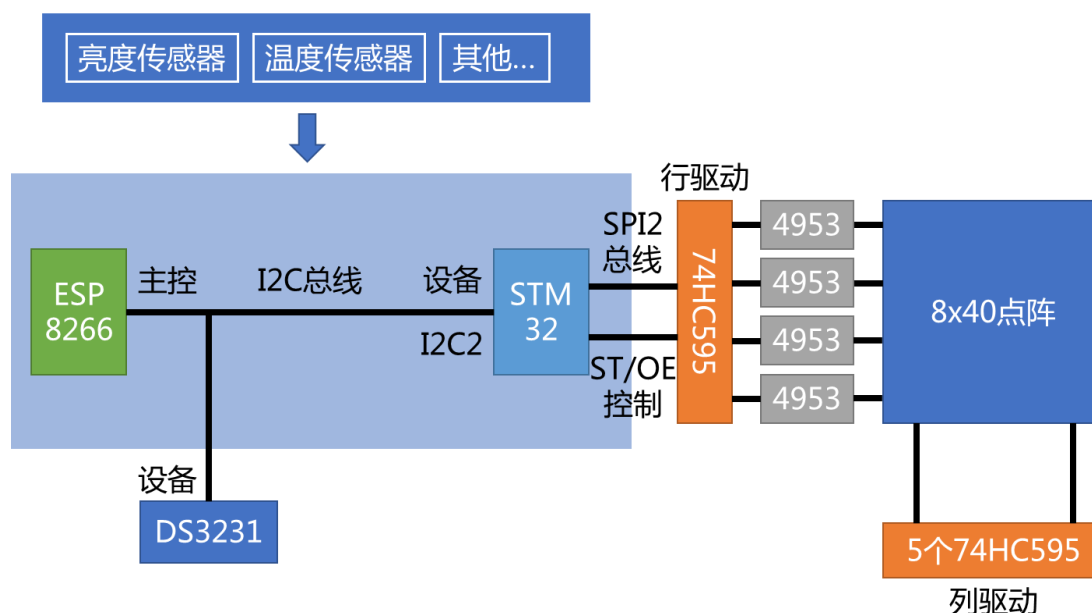 亮度传感器
温度传感器
其他...
行驱动
SPI2
总线
74HC595
4953
4953
4953
4953
8x40点阵
ESP
8266
主控
I2C总线
设备
I2C2
STM
32
ST/OE
控制
设备
DS3231
5个74HC595
列驱动